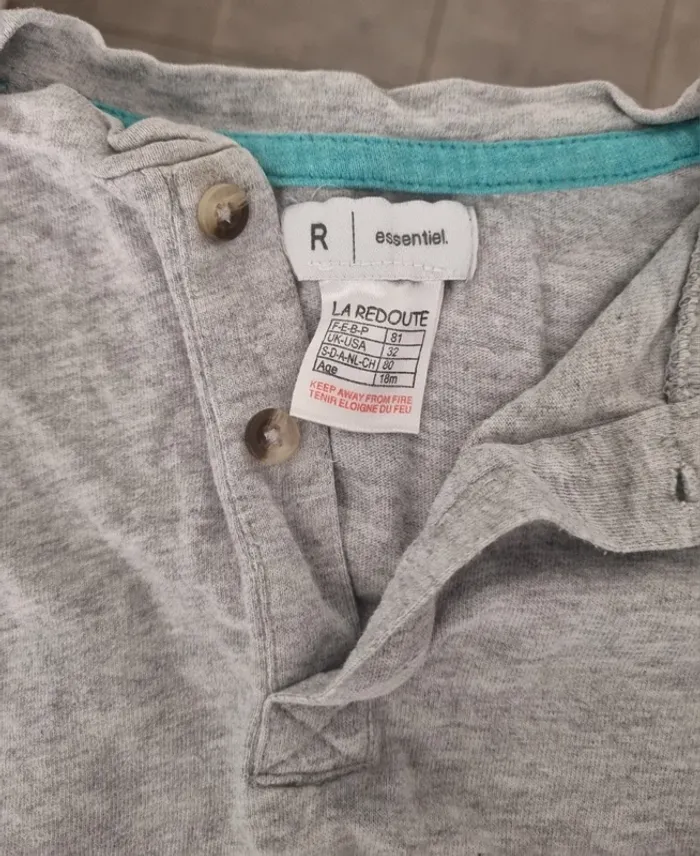 R | essentiel.
LA REDOUTE
F-E-B-P 81
UK-USA 32
S-D-A-NL-CH 80
Age 18m
KEEP AWAY FROM FIRE
TENIR ELOIGNE DU FEU